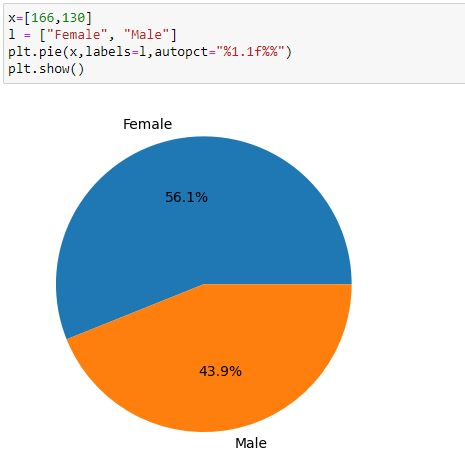 x=[166,130]
l = ["Female", "Male"]
plt.pie(x,labels=l,autopct="%1.1f%%")
plt.show()
Female
56.1%
43.9%
Male